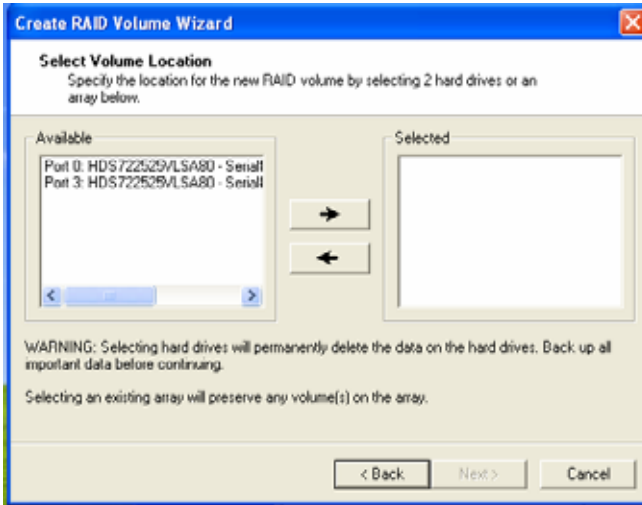 Create RAID Volume Wizard
Select Volume Location
Specify the location for the new RAID volume by selecting 2 hard drives or an
array below.
Available
Selected
Port 0: HDS722525VLSA80 - Serial
Port 3: HDS722525VLSA80 - Serial
WARNING: Selecting hard drives will permanently delete the data on the hard drives. Back up all
important data before continuing.
Selecting an existing array will preserve any volume(s) on the array.
< Back
Next >
Cancel